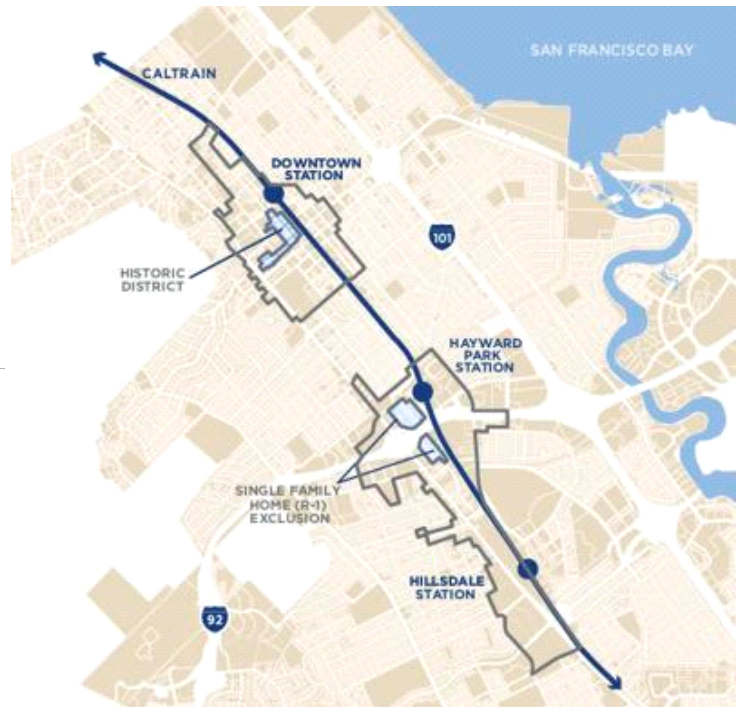 SAN FRANCISCO BAY
CALTRAIN
DOWNTOWN
STATION
101
HISTORIC
DISTRICT
HAYWARD
PARK
STATION
SINGLE FAMILY
HOME (R-1)
EXCLUSION
HILLSDALE
STATION
92